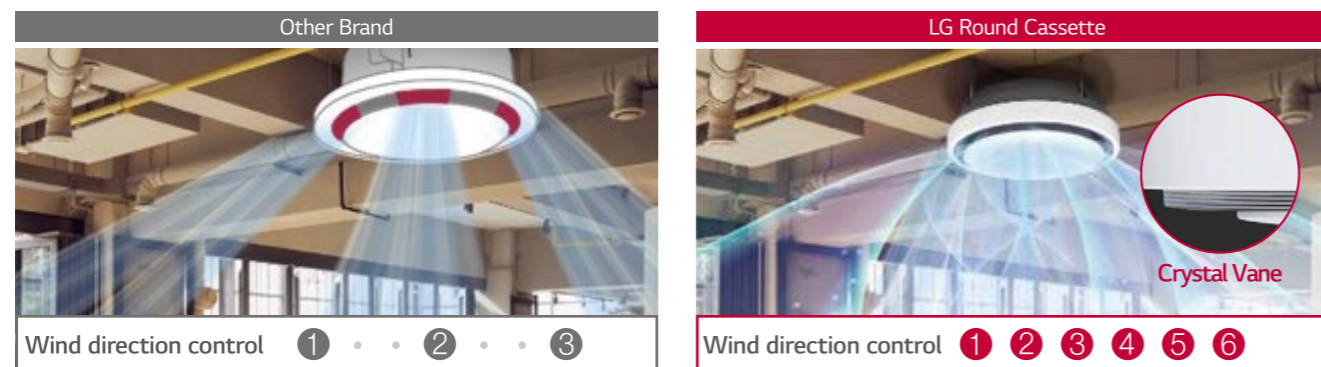 Other Brand
Wind direction control 1 2 3
LG Round Cassette
Crystal Vane
Wind direction control 1 2 3 4 5 6